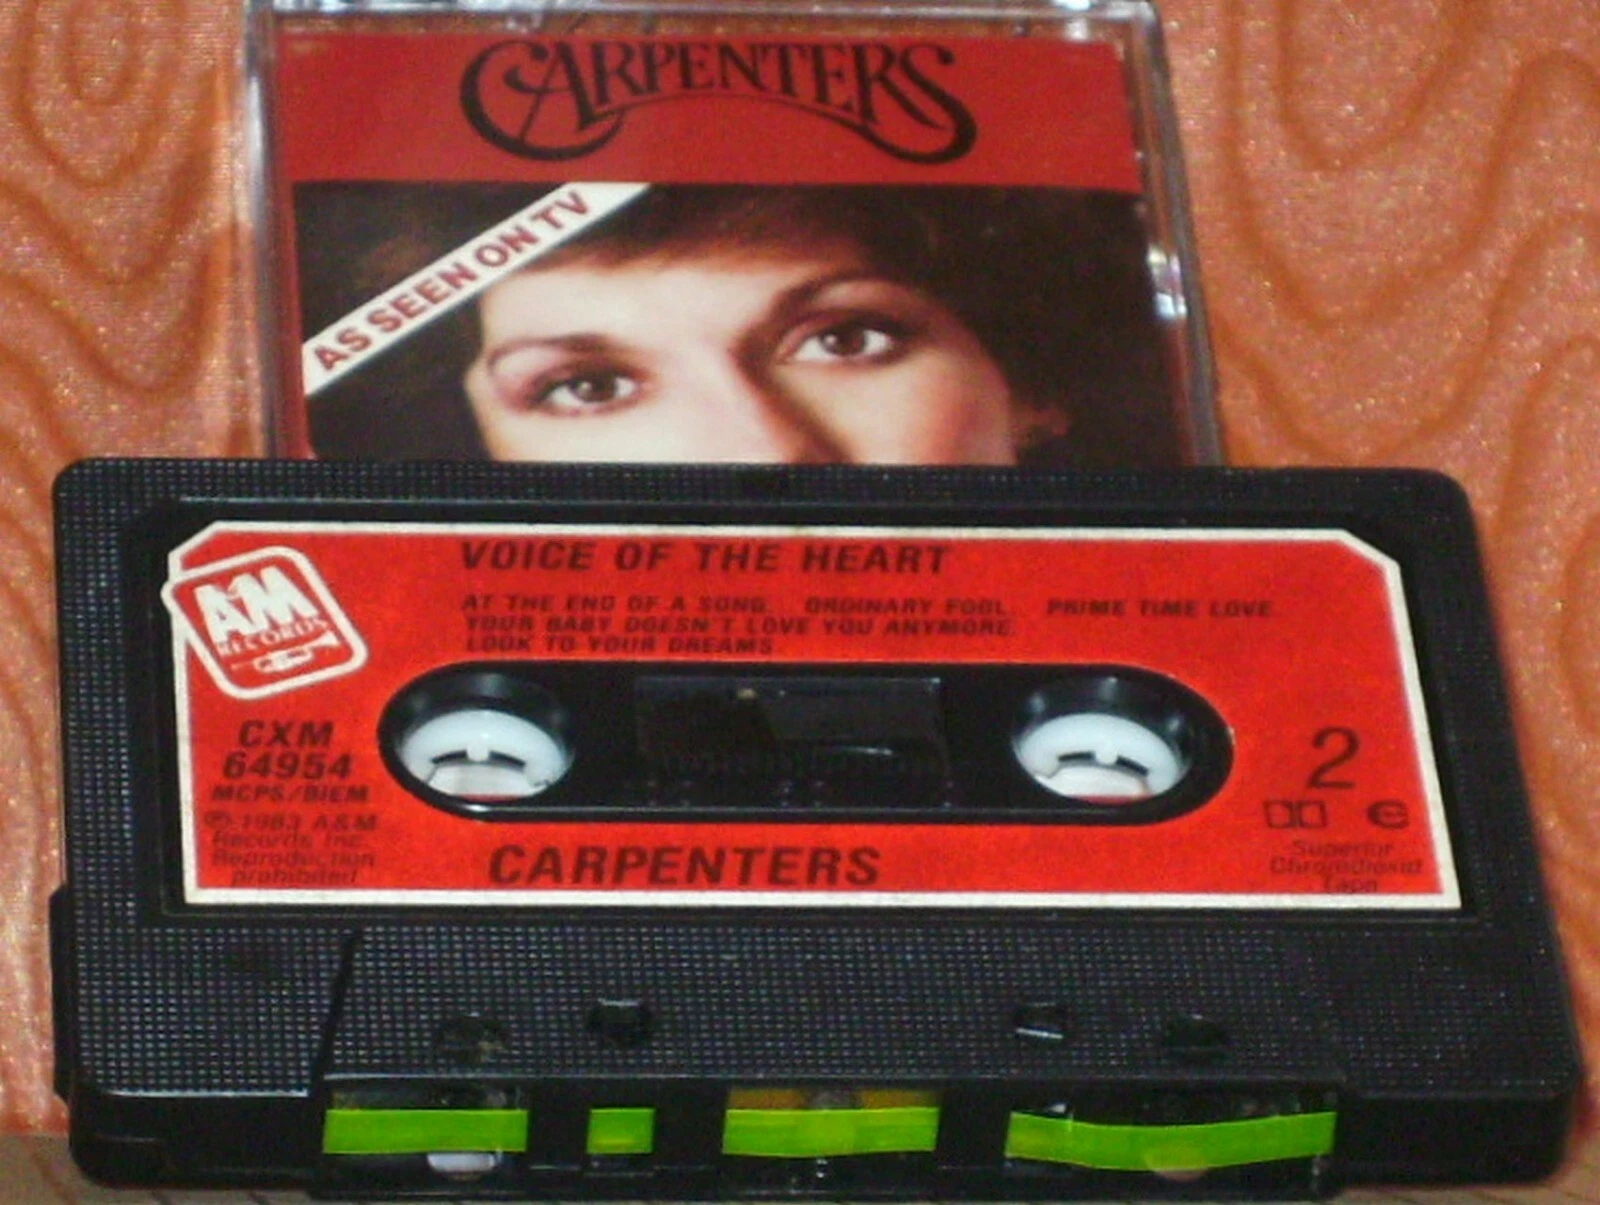 CARPENTERS
AS SEEN ON TV
VOICE OF THE HEART
AT THE END OF A SONG. ORDINARY FOOL. PRIME TIME LOVE
YOUR BABY DOESN'T LOVE YOU ANYMORE.
LOOK TO YOUR DREAMS
A&M
RECORDS
CXM
64954
MCPS/BIEM
℗ 1983 A&M
Records Inc.
Reproduction
prohibited
CARPENTERS
2
e
Superior
Chromdioxid
Tape